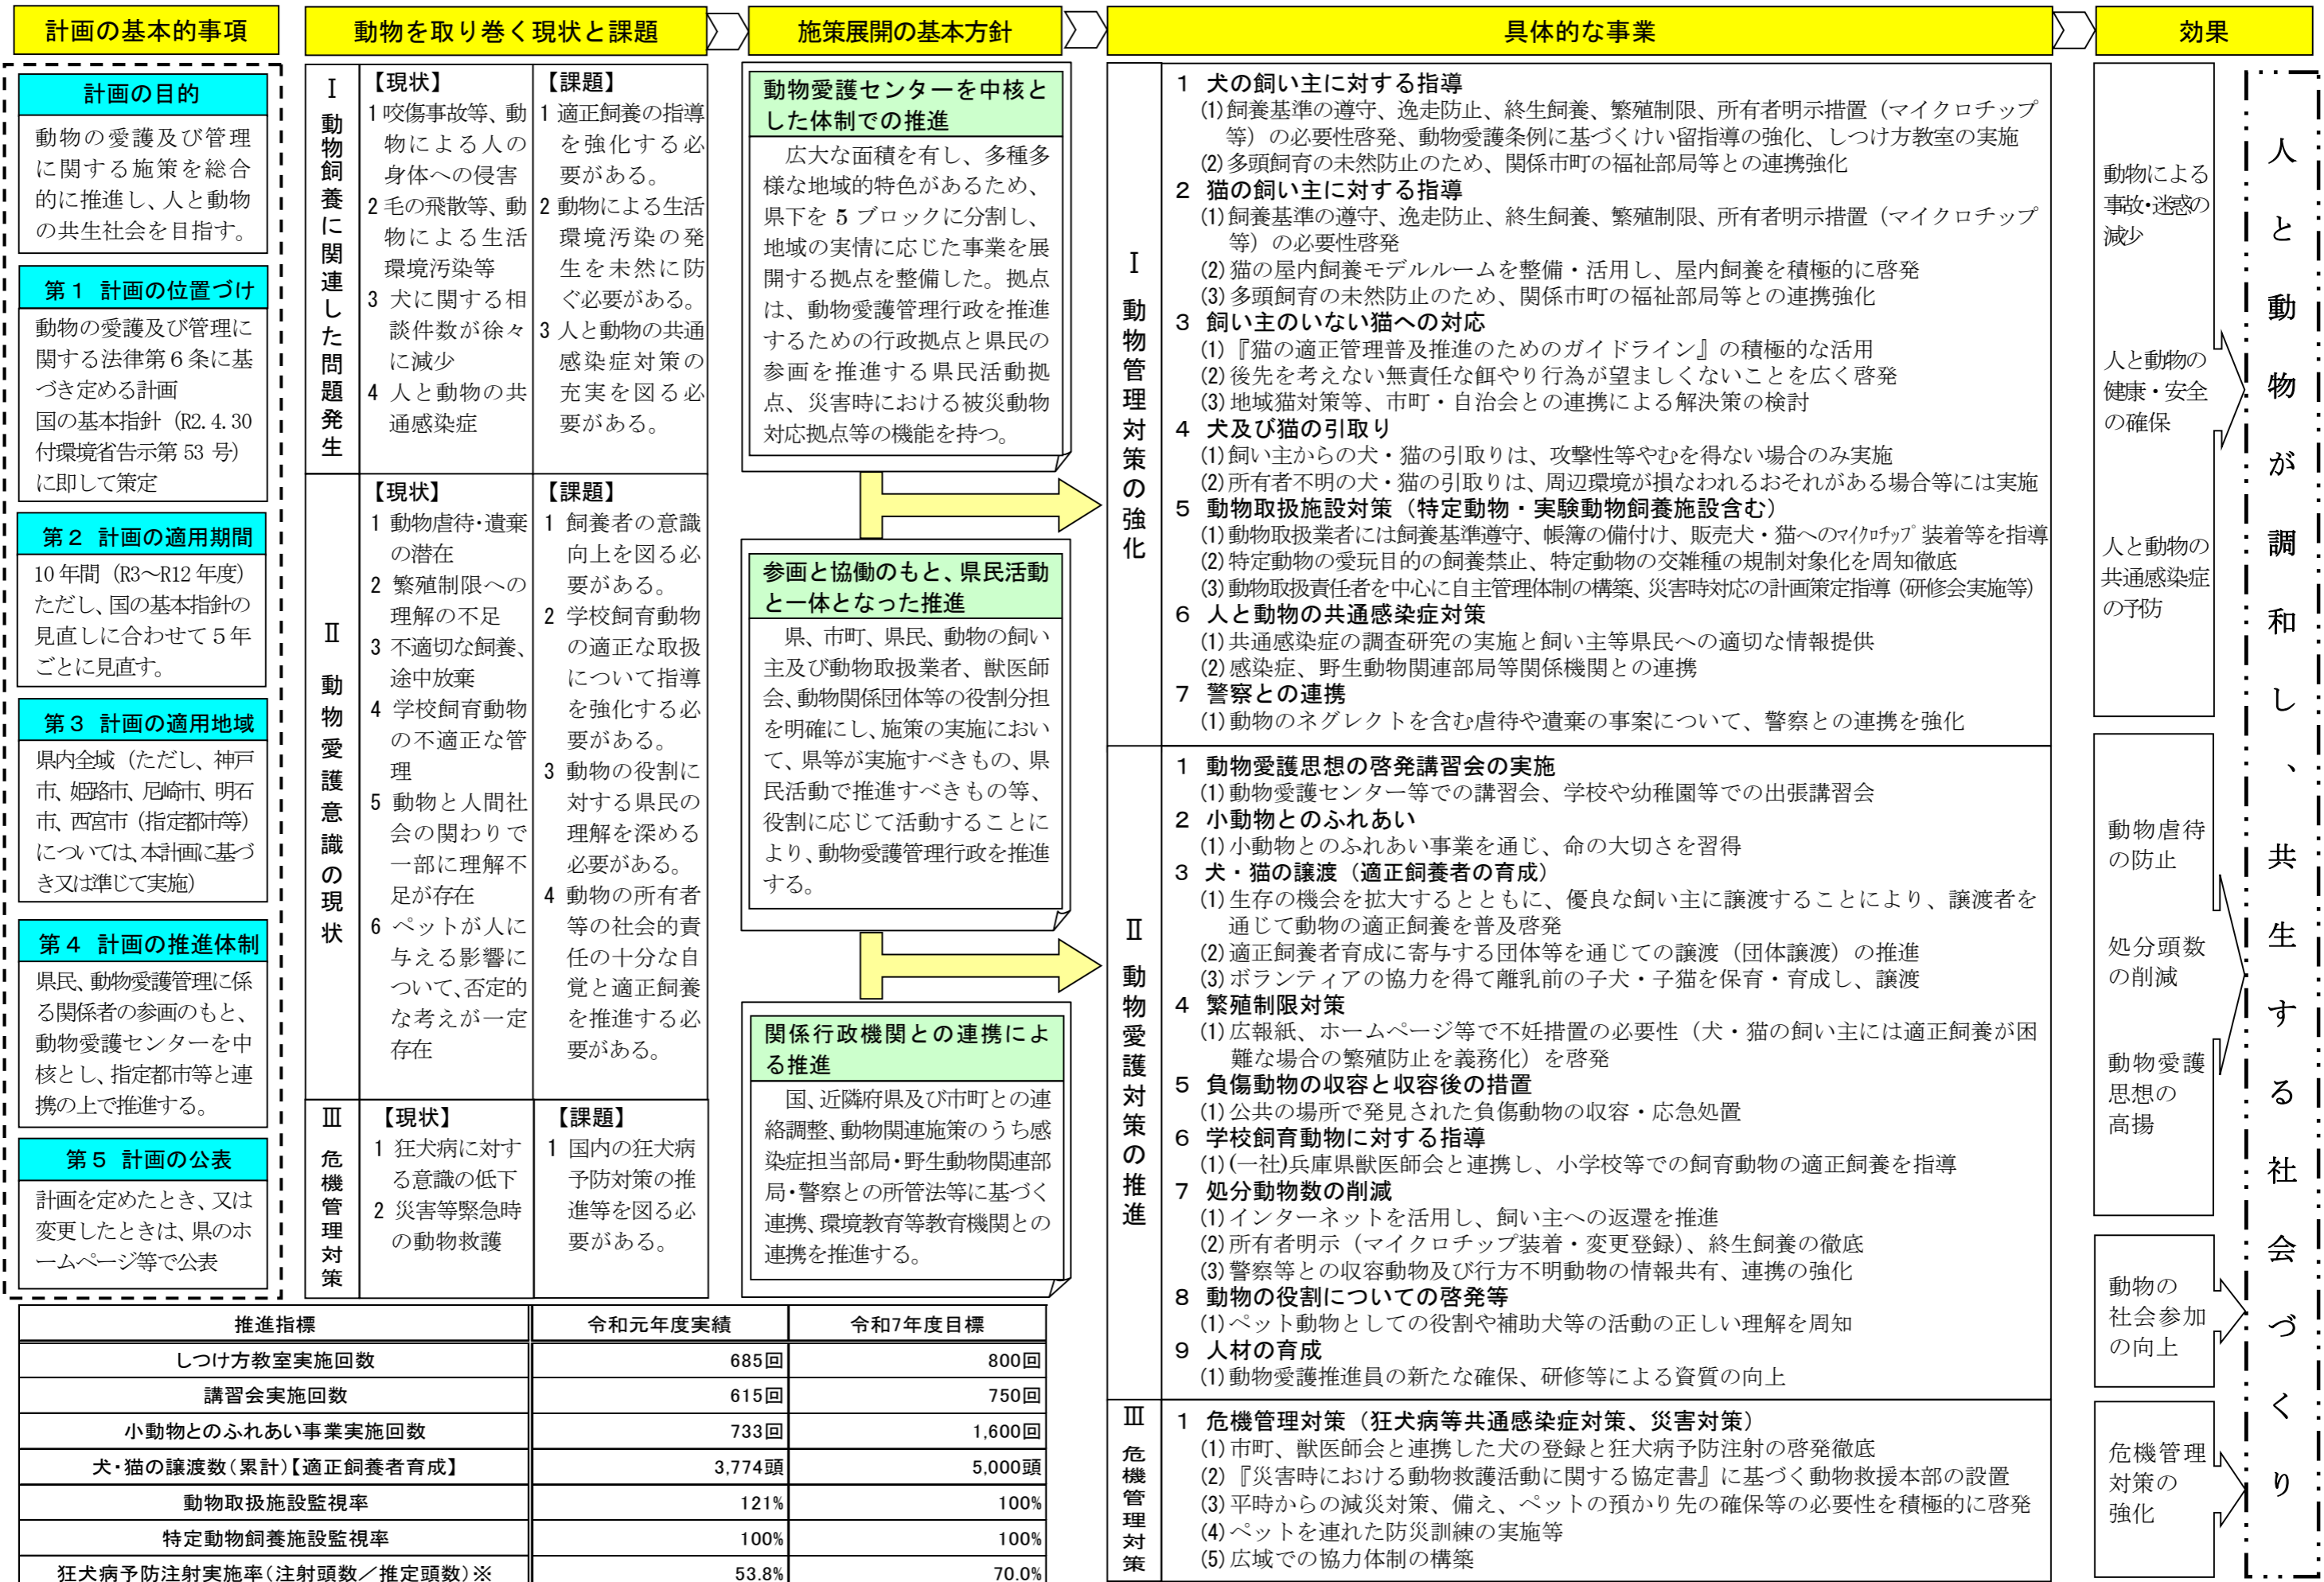 計画の基本的事項
計画の目的
動物の愛護及び管理
に関する施策を総合
的に推進し、人と動物
の共生社会を目指す。
第1 計画の位置づけ
動物の愛護及び管理に
関する法律第6条に基
づき定める計画
国の基本指針（R2.4.30
付環境省告示第 53 号）
に即して策定
第2 計画の適用期間
10 年間（R3～R12 年度）
ただし、国の基本指針の
見直しに合わせて5年
ごとに見直す。
第3 計画の適用地域
県内全域（ただし、神戸
市、姫路市、尼崎市、明石
市、西宮市（指定都市等）
については、本計画に基づ
き又は準じて実施）
第4 計画の推進体制
県民、動物愛護管理に係
る関係者の参画のもと、
動物愛護センターを中
核とし、指定都市等と連
携の上で推進する。
第5 計画の公表
計画を定めたとき、又は
変更したときは、県のホ
ームページ等で公表
動物を取り巻く現状と課題
Ⅰ 動物飼養に関連した問題発生
【現状】
1 咬傷事故等、動
物による人の
身体への侵害
2 毛の飛散等、動
物による生活
環境汚染等
3 犬に関する相
談件数が徐々
に減少
4 人と動物の共
通感染症
【課題】
1 適正飼養の指導
を強化する必
要がある。
2 動物による生活
環境汚染の発
生を未然に防
ぐ必要がある。
3 人と動物の共通
感染症対策の
充実を図る必
要がある。
Ⅱ 動物愛護意識の現状
【現状】
1 動物虐待・遺棄
の潜在
2 繁殖制限への
理解の不足
3 不適切な飼養、
途中放棄
4 学校飼育動物
の不適正な管
理
5 動物と人間社
会の関わりで
一部に理解不
足が存在
6 ペットが人に
与える影響に
ついて、否定的
な考えが一定
存在
【課題】
1 飼養者の意識
向上を図る必
要がある。
2 学校飼育動物
の適正な取扱
について指導
を強化する必
要がある。
3 動物の役割に
対する県民の
理解を深める
必要がある。
4 動物の所有者
等の社会的責
任の十分な自
覚と適正飼養
を推進する必
要がある。
Ⅲ 危機管理対策
【現状】
1 狂犬病に対す
る意識の低下
2 災害等緊急時
の動物救護
【課題】
1 国内の狂犬病
予防対策の推
進等を図る必
要がある。
施策展開の基本方針
動物愛護センターを中核と
した体制での推進
広大な面積を有し、多種多
様な地域的特色があるため、
県下を 5 ブロックに分割し、
地域の実情に応じた事業を展
開する拠点を整備した。拠点
は、動物愛護管理行政を推進
するための行政拠点と県民の
参画を推進する県民活動拠
点、災害時における被災動物
対応拠点等の機能を持つ。
参画と協働のもと、県民活動
と一体となった推進
県、市町、県民、動物の飼い
主及び動物取扱業者、獣医師
会、動物関係団体等の役割分担
を明確にし、施策の実施におい
て、県等が実施すべきもの、県
民活動で推進すべきもの等、
役割に応じて活動することに
より、動物愛護管理行政を推進
する。
関係行政機関との連携によ
る推進
国、近隣府県及び市町との連
絡調整、動物関連施策のうち感
染症担当部局・野生動物関連部
局・警察との所管法等に基づく
連携、環境教育等教育機関との
連携を推進する。
具体的な事業
Ⅰ 動物管理対策の強化
1 犬の飼い主に対する指導
(1)飼養基準の遵守、逸走防止、終生飼養、繁殖制限、所有者明示措置（マイクロチップ
等）の必要性啓発、動物愛護条例に基づくけい留指導の強化、しつけ方教室の実施
(2)多頭飼育の未然防止のため、関係市町の福祉部局等との連携強化
2 猫の飼い主に対する指導
(1)飼養基準の遵守、逸走防止、終生飼養、繁殖制限、所有者明示措置（マイクロチップ
等）の必要性啓発
(2)猫の屋内飼養モデルルームを整備・活用し、屋内飼養を積極的に啓発
(3)多頭飼育の未然防止のため、関係市町の福祉部局等との連携強化
3 飼い主のいない猫への対応
(1)『猫の適正管理普及推進のためのガイドライン』の積極的な活用
(2)後先を考えない無責任な餌やり行為が望ましくないことを広く啓発
(3)地域猫対策等、市町・自治会との連携による解決策の検討
4 犬及び猫の引取り
(1)飼い主からの犬・猫の引取りは、攻撃性等やむを得ない場合のみ実施
(2)所有者不明の犬・猫の引取りは、周辺環境が損なわれるおそれがある場合等には実施
5 動物取扱施設対策（特定動物・実験動物飼養施設含む）
(1)動物取扱業者には飼養基準遵守、帳簿の備付け、販売犬・猫へのマイクロチップ装着等を指導
(2)特定動物の愛玩目的の飼養禁止、特定動物の交雑種の規制対象化を周知徹底
(3)動物取扱責任者を中心に自主管理体制の構築、災害時対応の計画策定指導（研修会実施等）
6 人と動物の共通感染症対策
(1)共通感染症の調査研究の実施と飼い主等県民への適切な情報提供
(2)感染症、野生動物関連部局等関係機関との連携
7 警察との連携
(1)動物のネグレクトを含む虐待や遺棄の事案について、警察との連携を強化
Ⅱ 動物愛護対策の推進
1 動物愛護思想の啓発講習会の実施
(1)動物愛護センター等での講習会、学校や幼稚園等での出張講習会
2 小動物とのふれあい
(1)小動物とのふれあい事業を通じ、命の大切さを習得
3 犬・猫の譲渡（適正飼養者の育成）
(1)生存の機会を拡大するとともに、優良な飼い主に譲渡することにより、譲渡者を
通じて動物の適正飼養を普及啓発
(2)適正飼養者育成に寄与する団体等を通じての譲渡（団体譲渡）の推進
(3)ボランティアの協力を得て離乳前の子犬・子猫を保育・育成し、譲渡
4 繁殖制限対策
(1)広報紙、ホームページ等で不妊措置の必要性（犬・猫の飼い主には適正飼養が困
難な場合の繁殖防止を義務化）を啓発
5 負傷動物の収容と収容後の措置
(1)公共の場所で発見された負傷動物の収容・応急処置
6 学校飼育動物に対する指導
(1)(一社)兵庫県獣医師会と連携し、小学校等での飼育動物の適正飼養を指導
7 処分動物数の削減
(1)インターネットを活用し、飼い主への返還を推進
(2)所有者明示（マイクロチップ装着・変更登録）、終生飼養の徹底
(3)警察等との収容動物及び行方不明動物の情報共有、連携の強化
8 動物の役割についての啓発等
(1)ペット動物としての役割や補助犬等の活動の正しい理解を周知
9 人材の育成
(1)動物愛護推進員の新たな確保、研修等による資質の向上
Ⅲ 危機管理対策
1 危機管理対策（狂犬病等共通感染症対策、災害対策）
(1)市町、獣医師会と連携した犬の登録と狂犬病予防注射の啓発徹底
(2)『災害時における動物救護活動に関する協定書』に基づく動物救援本部の設置
(3)平時からの減災対策、備え、ペットの預かり先の確保等の必要性を積極的に啓発
(4)ペットを連れた防災訓練の実施等
(5)広域での協力体制の構築
効果
動物による
事故・迷惑の
減少
人と動物の
健康・安全
の確保
人と動物の
共通感染症
の予防
動物虐待
の防止
処分頭数
の削減
動物愛護
思想の
高揚
動物の
社会参加
の向上
危機管理
対策の
強化
人と動物が調和し、共生する社会づくり
推進指標 令和元年度実績 令和7年度目標
しつけ方教室実施回数 685回 800回
講習会実施回数 615回 750回
小動物とのふれあい事業実施回数 733回 1,600回
犬・猫の譲渡数(累計)【適正飼養者育成】 3,774頭 5,000頭
動物取扱施設監視率 121% 100%
特定動物飼養施設監視率 100% 100%
狂犬病予防注射実施率(注射頭数／推定頭数)※ 53.8% 70.0%